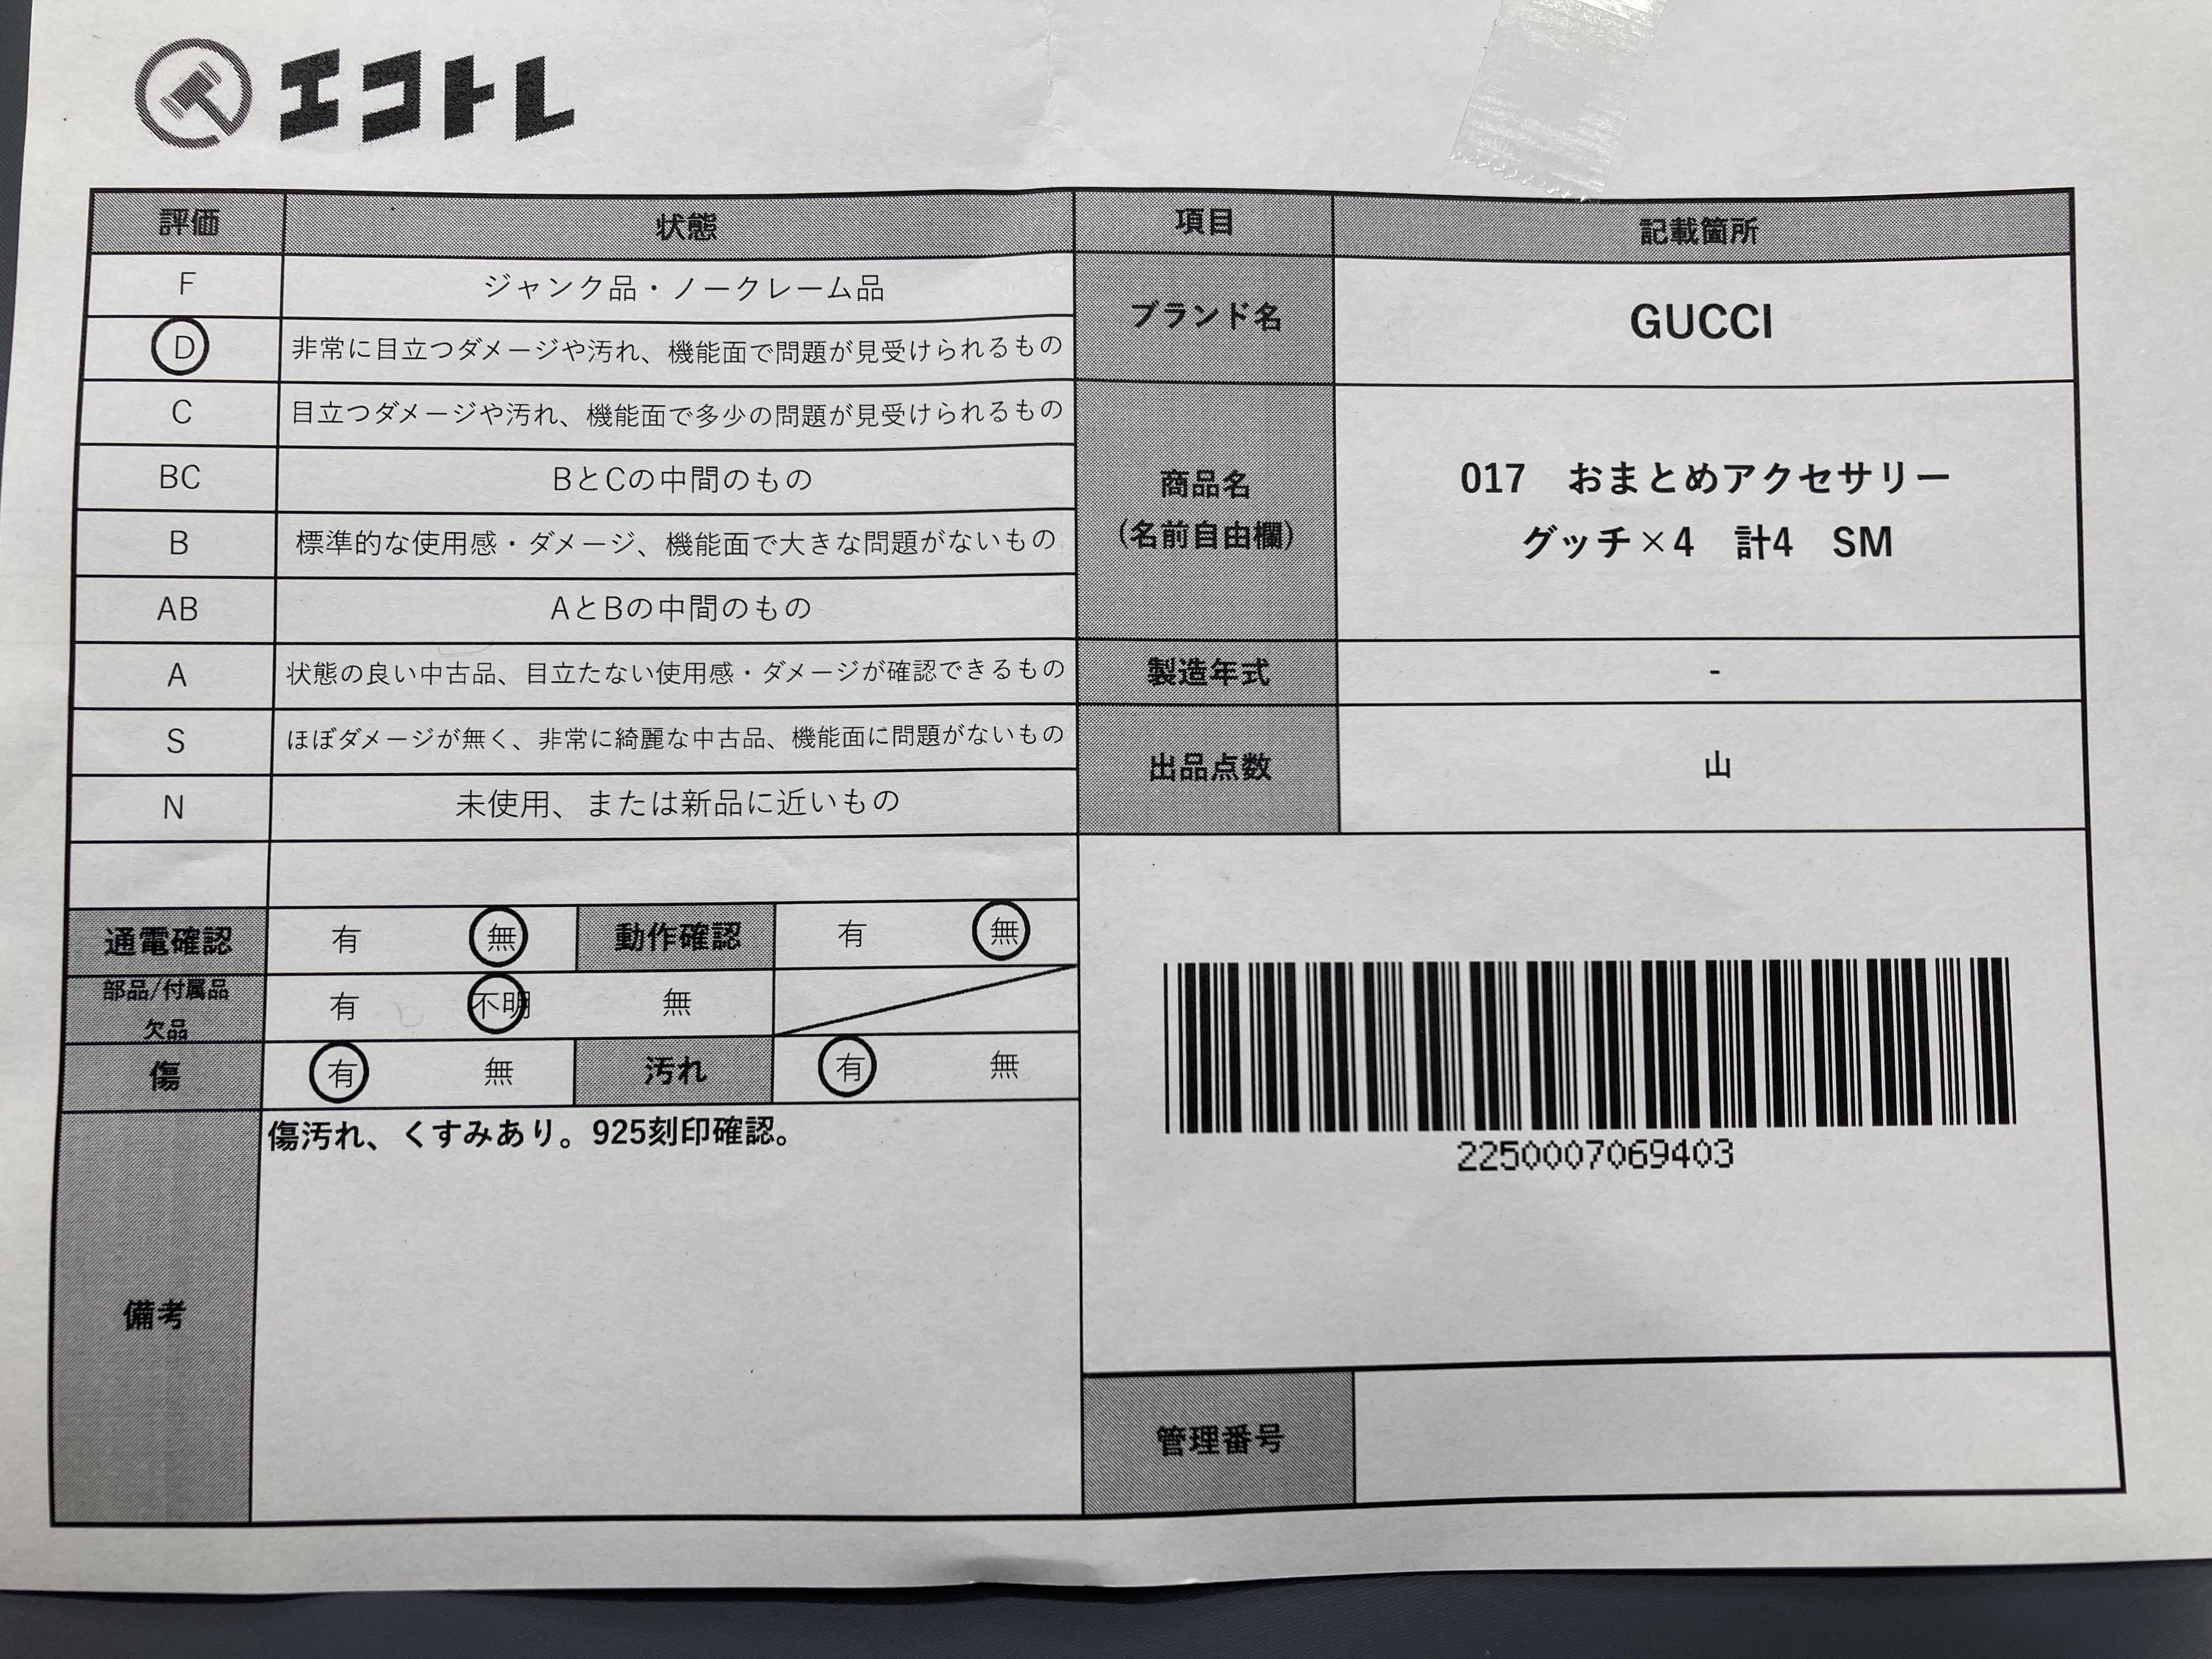 エコトレ
評価 状態 項目 記載箇所
F ジャンク品・ノークレーム品
D 非常に目立つダメージや汚れ、機能面で問題が見受けられるもの
ブランド名 GUCCI
C 目立つダメージや汚れ、機能面で多少の問題が見受けられるもの
BC BとCの中間のもの
B 標準的な使用感・ダメージ、機能面で大きな問題がないもの
AB AとBの中間のもの
商品名
(名前自由欄)
017 おまとめアクセサリー
グッチ×4 計4 SM
A 状態の良い中古品、目立たない使用感・ダメージが確認できるもの
製造年式 -
S ほぼダメージが無く、非常に綺麗な中古品、機能面に問題がないもの
N 未使用、または新品に近いもの
出品点数 山
通電確認 有 無 動作確認 有 無
部品/付属品
欠品
有 不明 無
傷 有 無 汚れ 有 無
備考
傷汚れ、くすみあり。925刻印確認。
2250007069403
管理番号